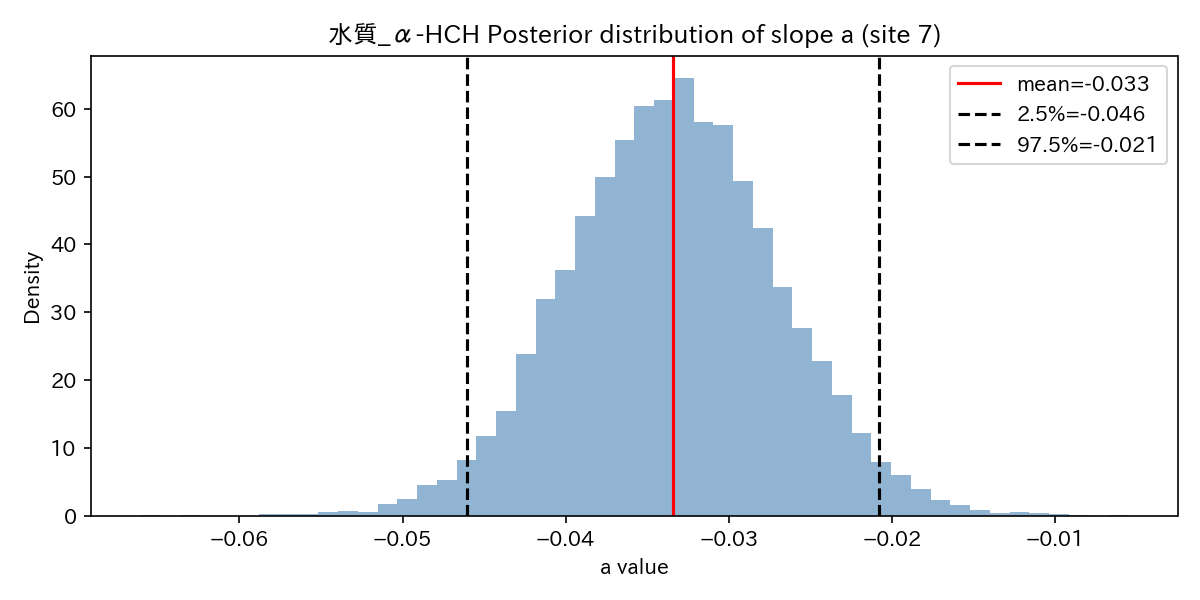 水質_α-HCH Posterior distribution of slope a (site 7)
mean=-0.033
2.5%=-0.046
97.5%=-0.021
Density
60
50
40
30
20
10
0
−0.06 −0.05 −0.04 −0.03 −0.02 −0.01
a value